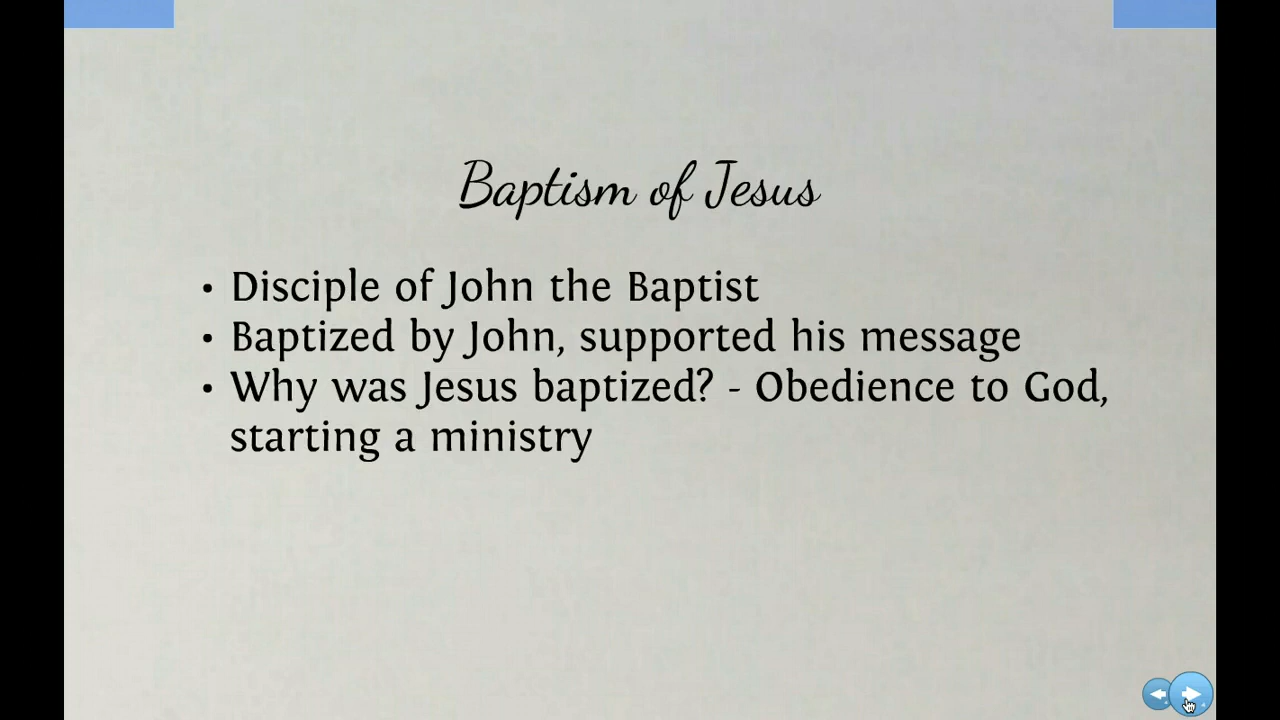 Baptism of Jesus
• Disciple of John the Baptist
• Baptized by John, supported his message
• Why was Jesus baptized? - Obedience to God,
starting a ministry